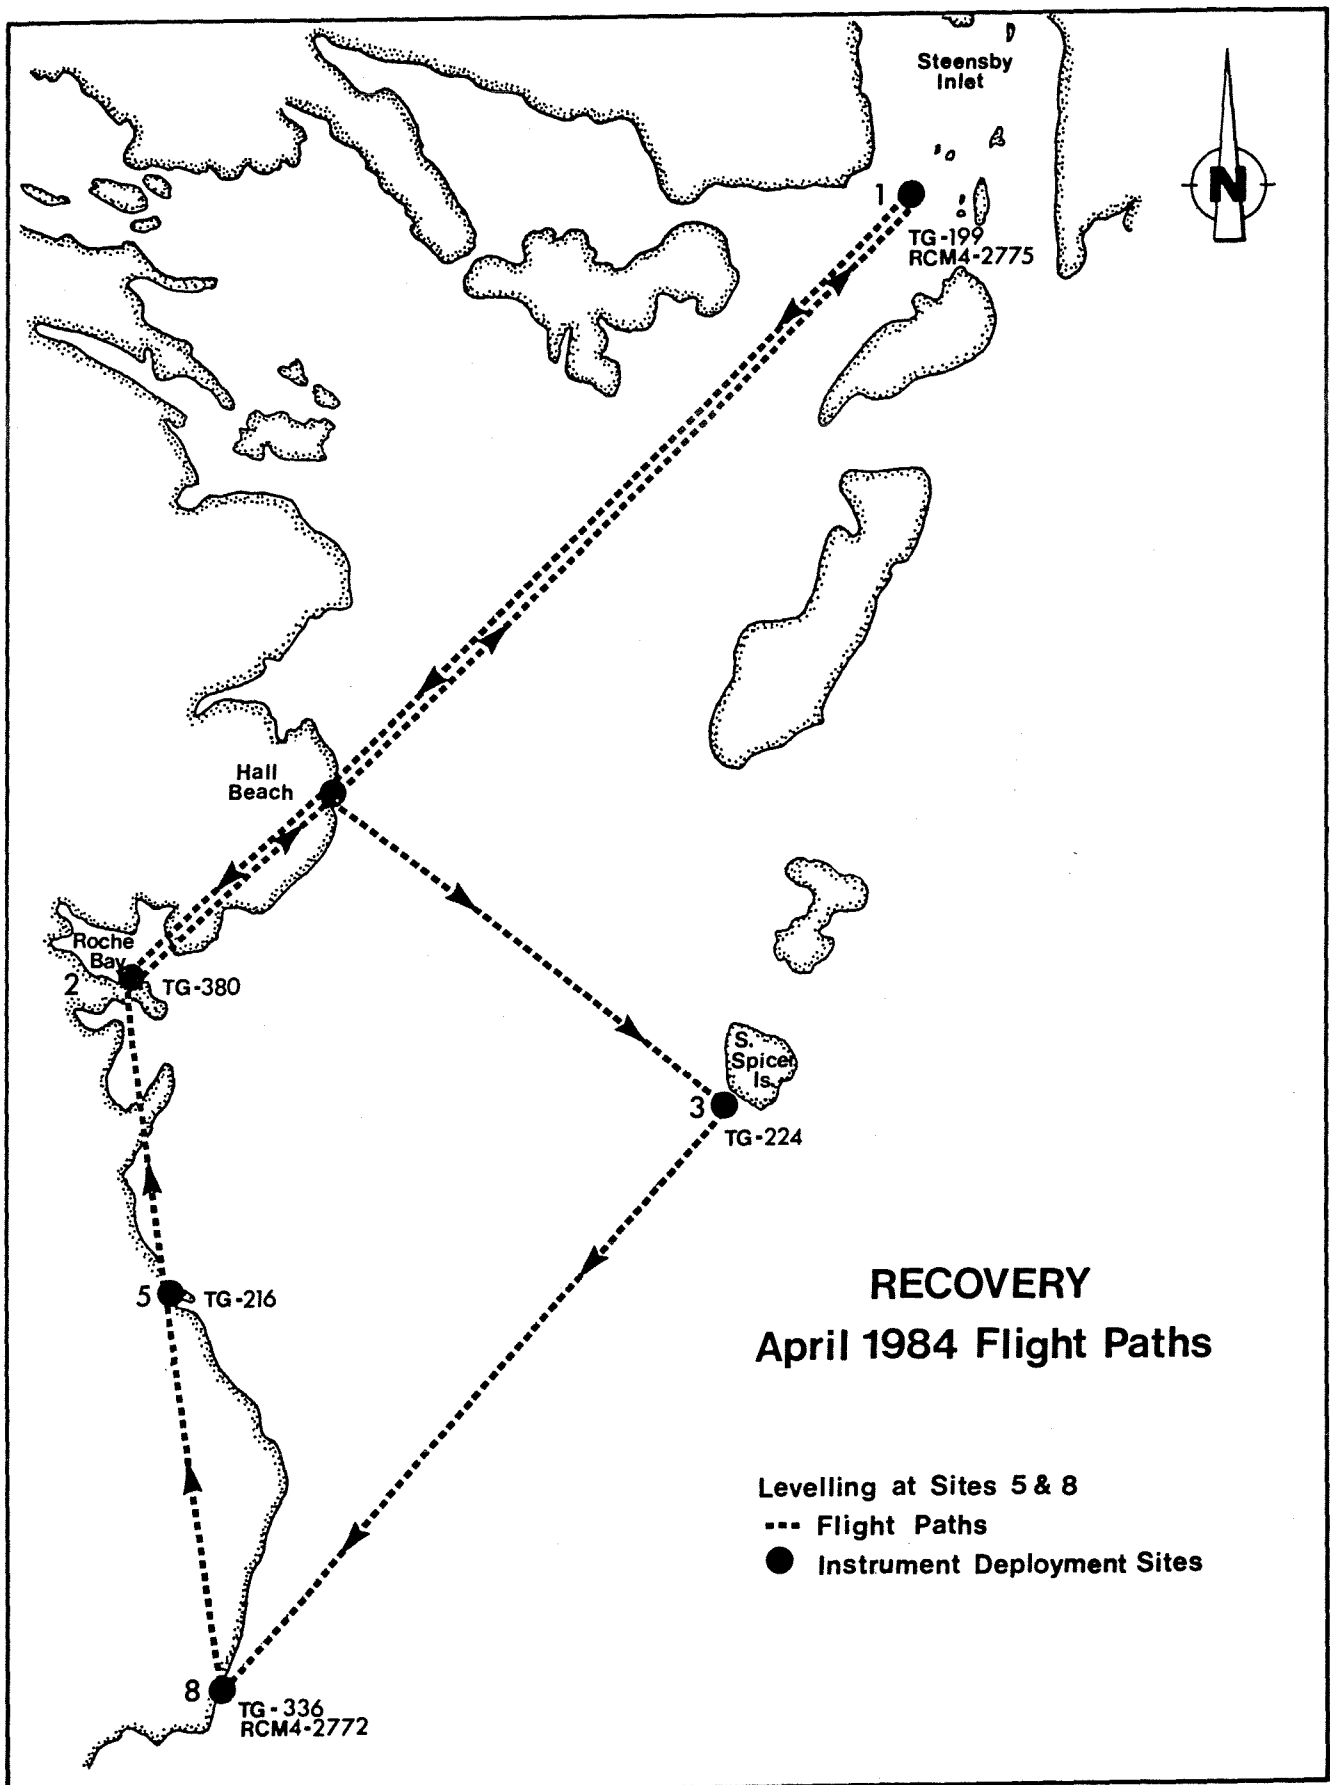 Steensby
Inlet
N
1
TG-199
RCM4-2775
Hall
Beach
Roche
Bay
2
TG-380
S.
Spicer
Is.
3
TG-224
5
TG-216
RECOVERY
April 1984 Flight Paths
Levelling at Sites 5 & 8
--- Flight Paths
Instrument Deployment Sites
8
TG-336
RCM4-2772